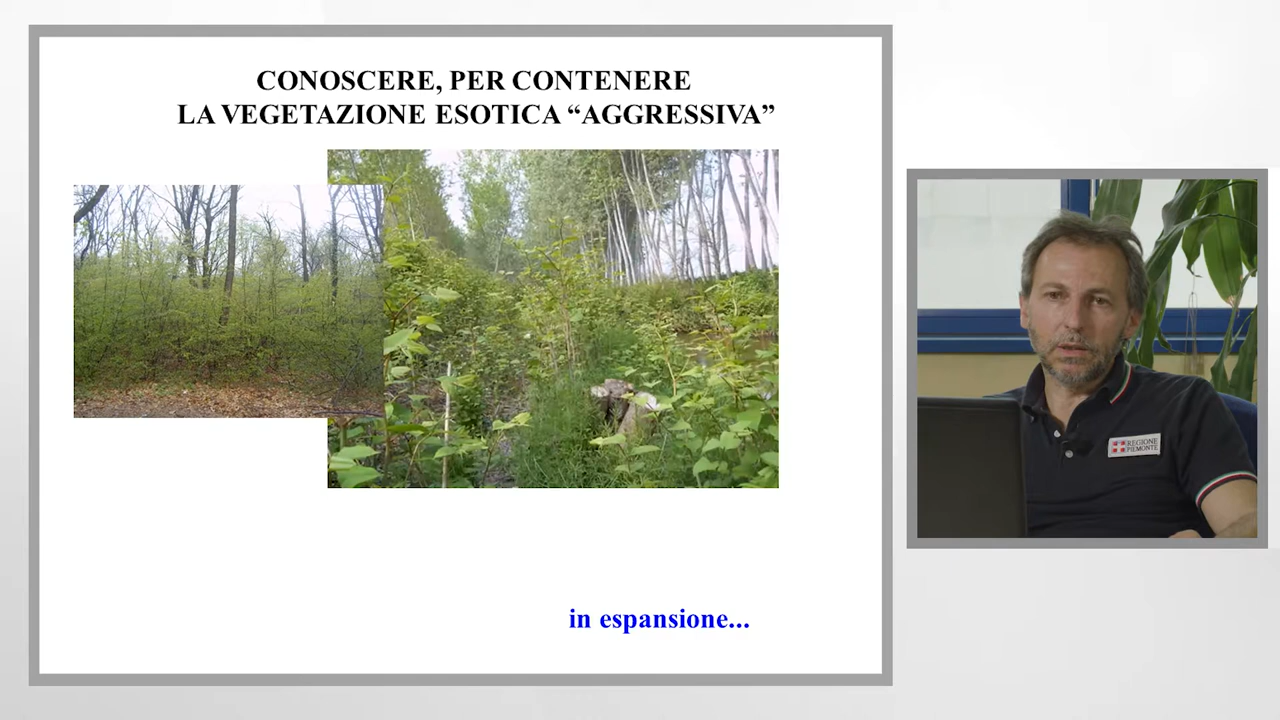 CONOSCERE, PER CONTENERE
LA VEGETAZIONE ESOTICA “AGGRESSIVA”
in espansione...
REGIONE
PIEMONTE